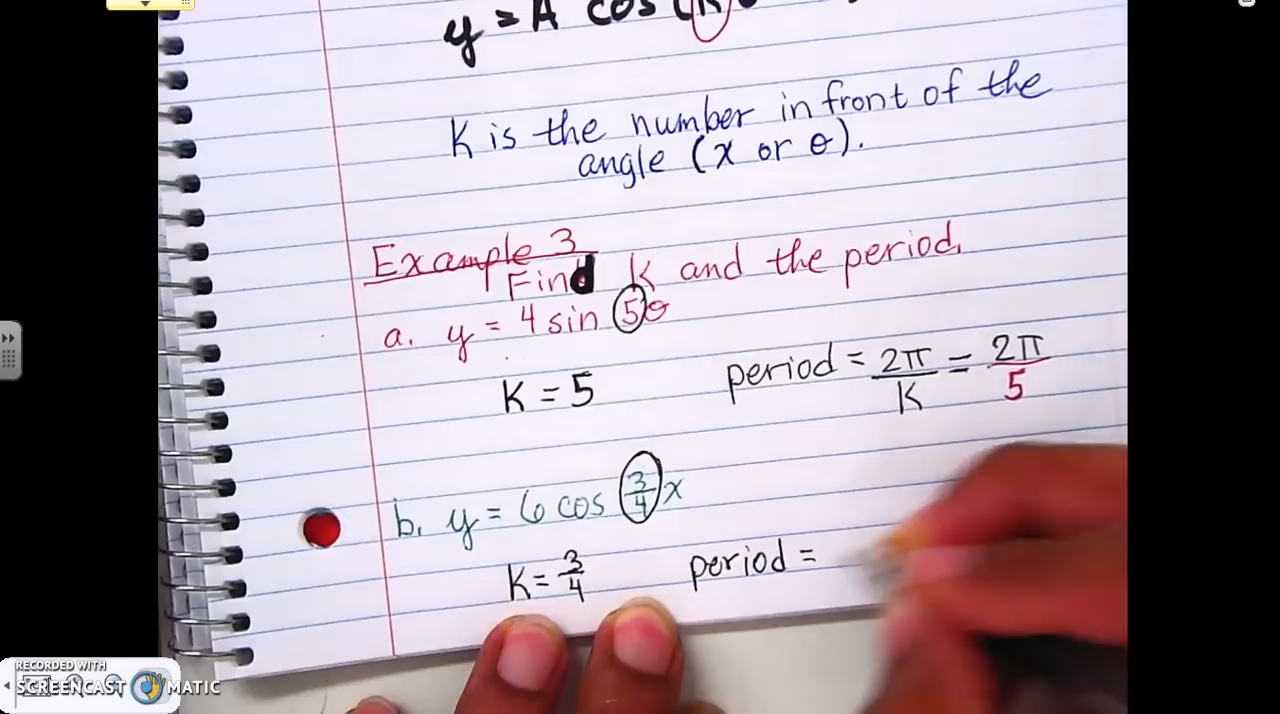 y = A cos (K
K is the number in front of the
angle (x or θ).
Example 3
Find K and the period.
a. y = 4 sin 5θ
K = 5 period = 2π/K = 2π/5
b. y = 6 cos 3/4 x
K = 3/4 period =
RECORDED WITH
SCREENCAST MATIC